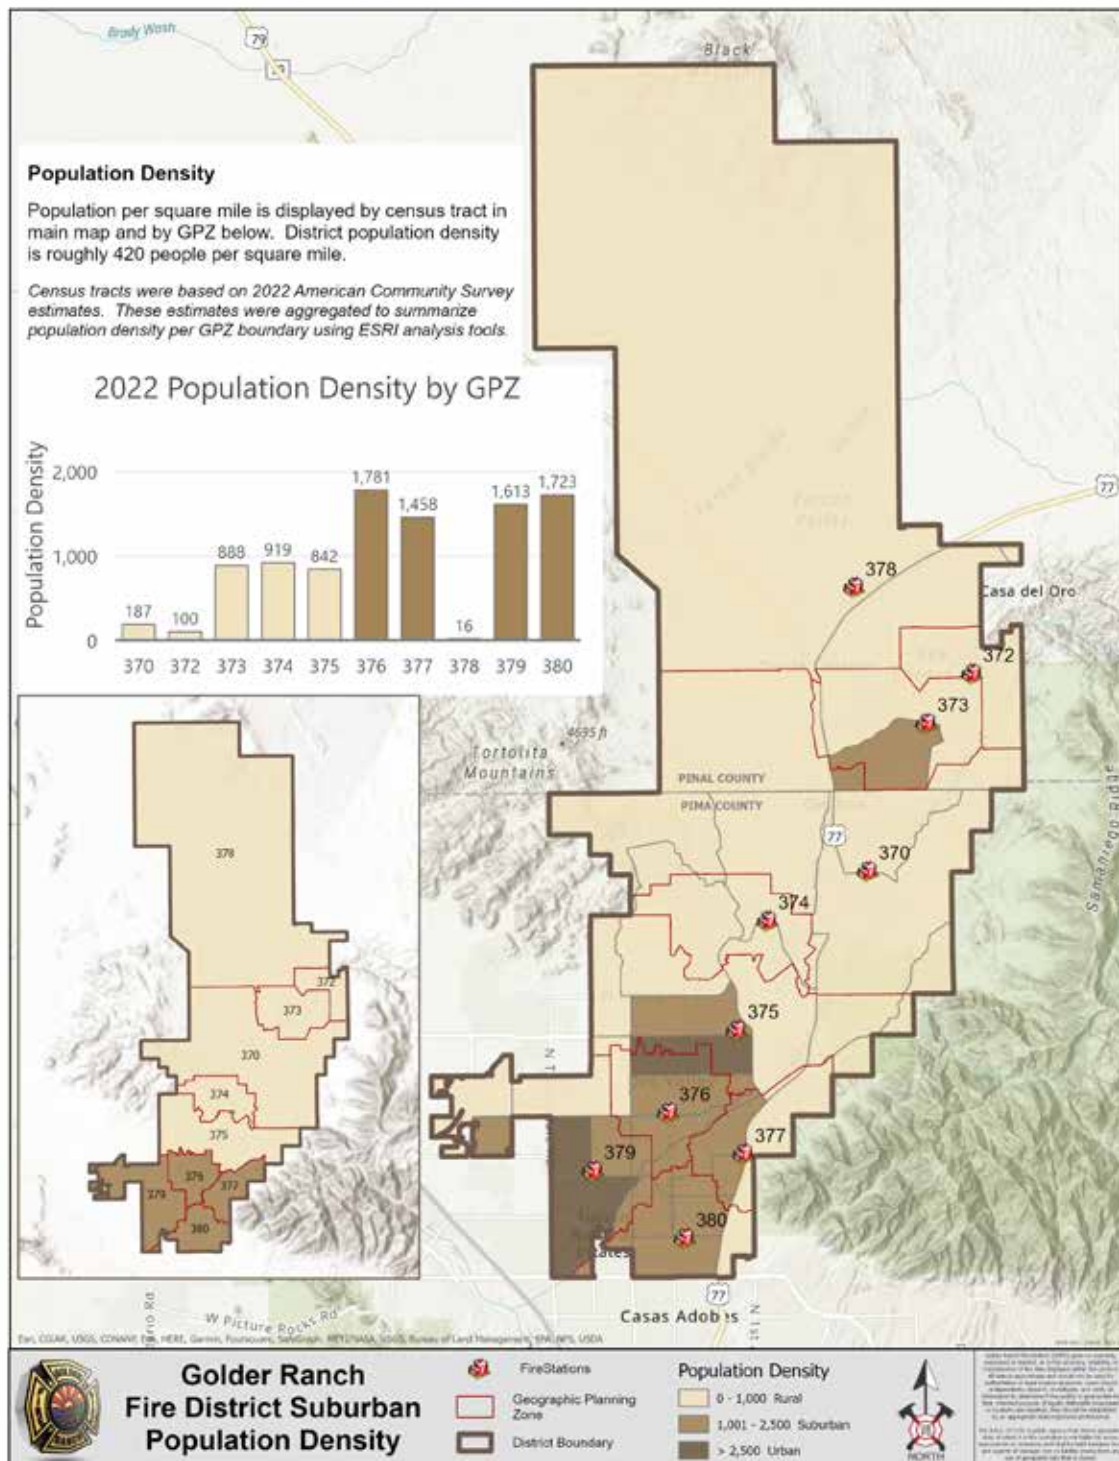 Brady Wash
79
Black
Population Density
Population per square mile is displayed by census tract in
main map and by GPZ below. District population density
is roughly 420 people per square mile.
Census tracts were based on 2022 American Community Survey
estimates. These estimates were aggregated to summarize
population density per GPZ boundary using ESRI analysis tools.
2022 Population Density by GPZ
Population Density
2,000
1,000
0
187
100
888
919
842
1,781
1,458
16
1,613
1,723
370
372
373
374
375
376
377
378
379
380
77
378
Casa del Oro
372
373
4695 ft
Tortolita
Mountains
PINAL COUNTY
PIMA COUNTY
77
370
Samaniego Ridge
374
375
376
377
379
380
77
Casas Adobes
N 1st
W Picture Rocks Rd
378
372
373
370
374
375
376
377
379
380
Golder Ranch
Fire District Suburban
Population Density
FireStations
Geographic Planning
Zone
District Boundary
Population Density
0 - 1,000 Rural
1,001 - 2,500 Suburban
> 2,500 Urban
NORTH